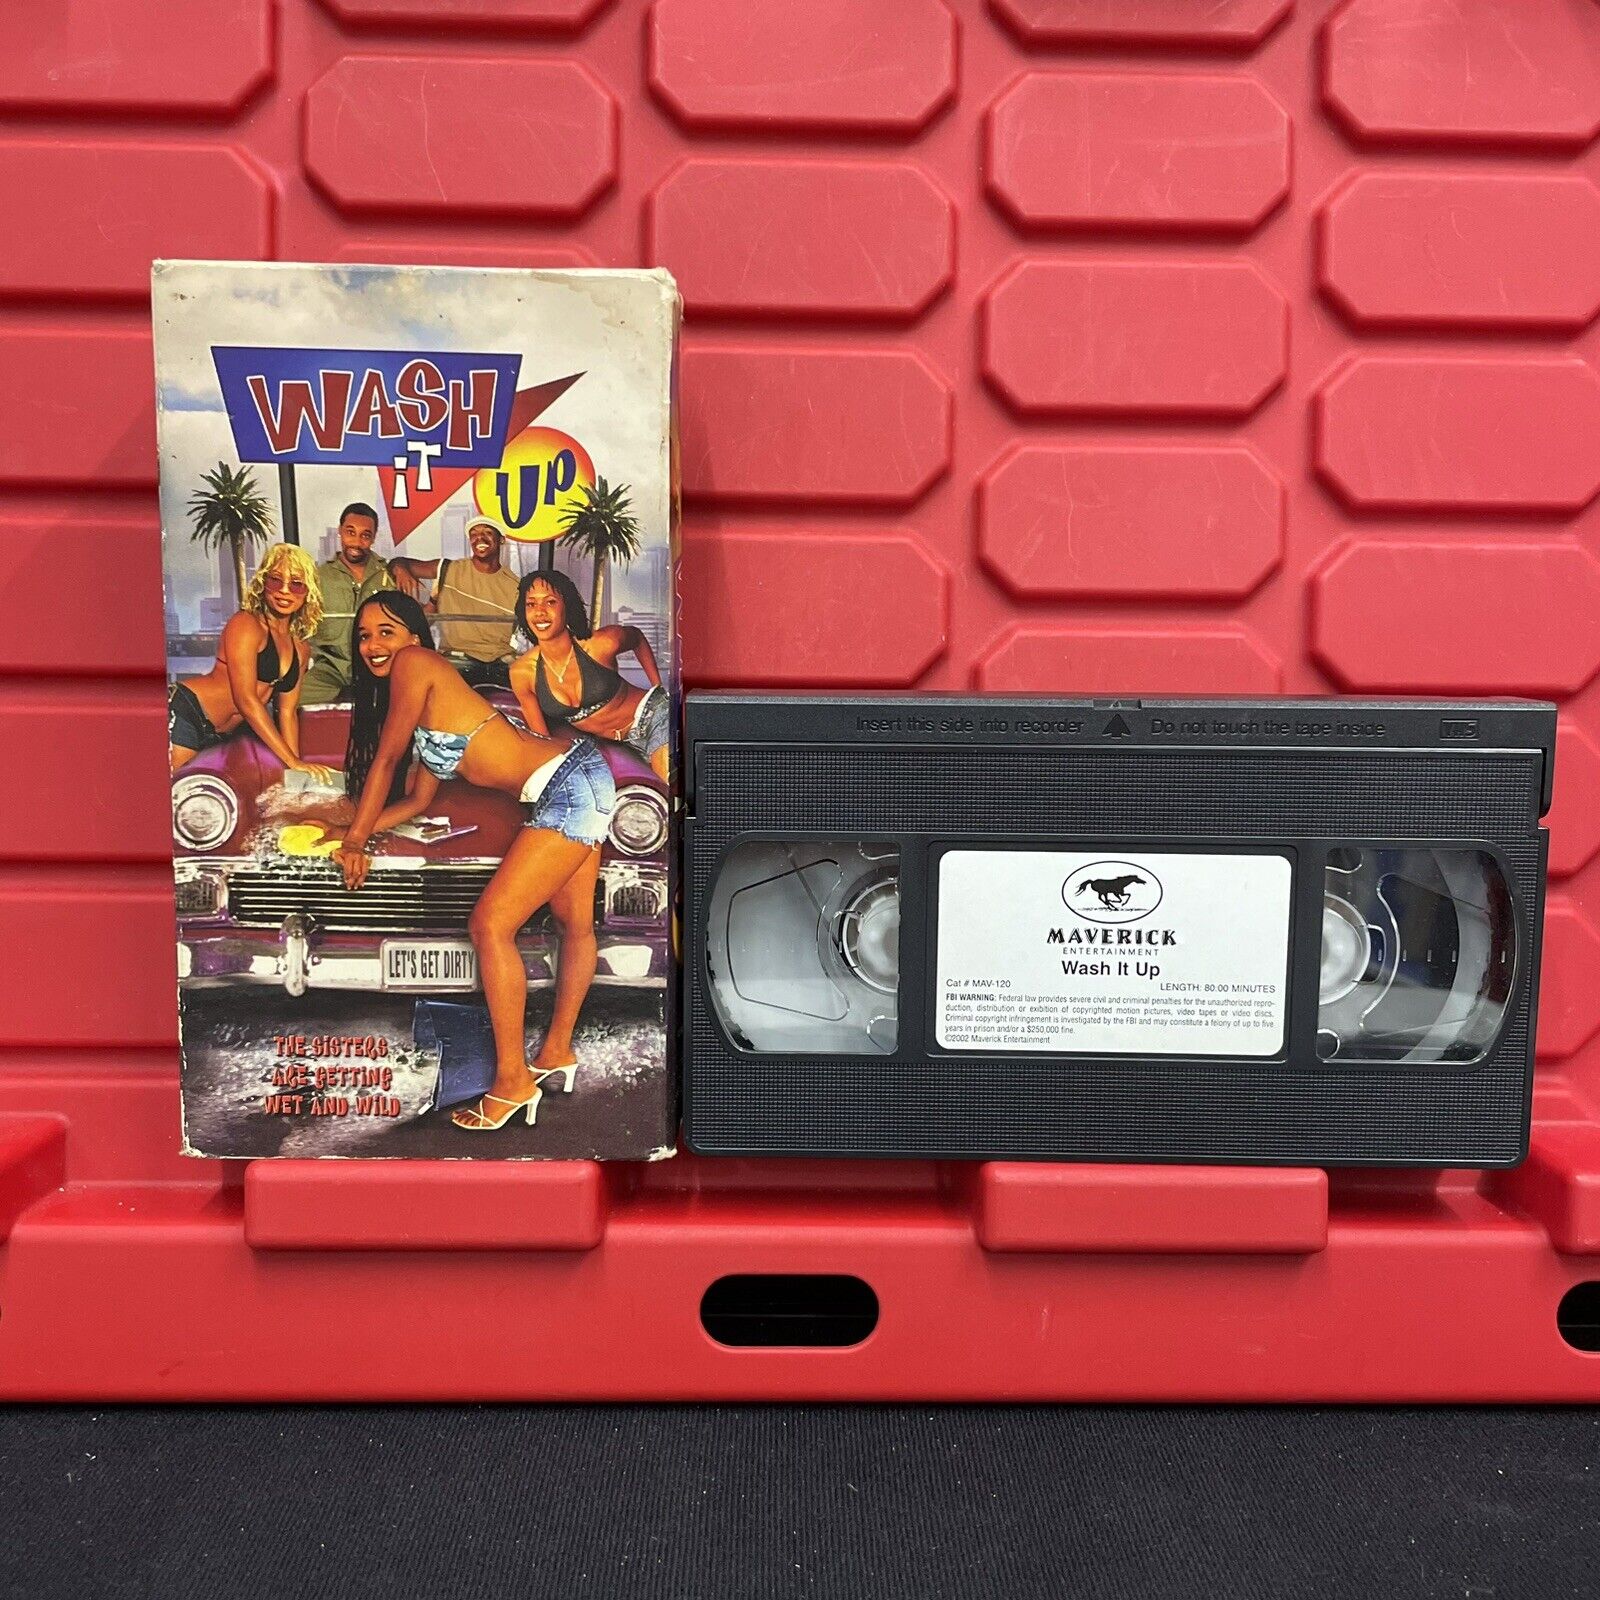 WASH
iT
UP
LET'S GET DIRTY
THE SISTERS
ARE GETTING
WET AND WILD
Insert this side into recorder Do not touch the tape inside VHS
MAVERICK
ENTERTAINMENT
Wash It Up
Cat # MAV-120 LENGTH: 80:00 MINUTES
FBI WARNING: Federal law provides severe civil and criminal penalties for the unauthorized repro-
duction, distribution or exibition of copyrighted motion pictures, video tapes or video discs.
Criminal copyright infringement is investigated by the FBI and may constitute a felony of up to five
years in prison and/or a $250,000 fine.
©2002 Maverick Entertainment